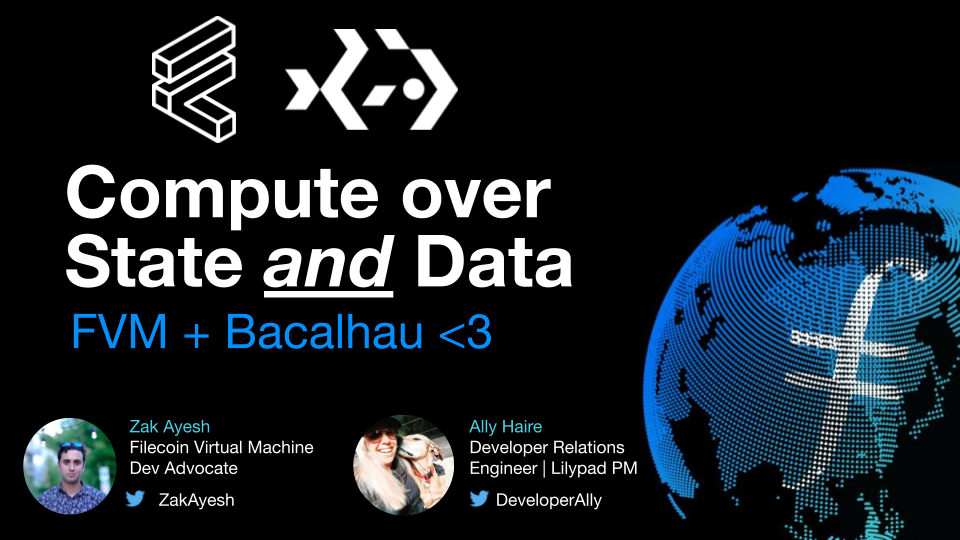 Compute over
State and Data
FVM + Bacalhau <3
Zak Ayesh
Filecoin Virtual Machine
Dev Advocate
ZakAyesh
Ally Haire
Developer Relations
Engineer | Lilypad PM
DeveloperAlly